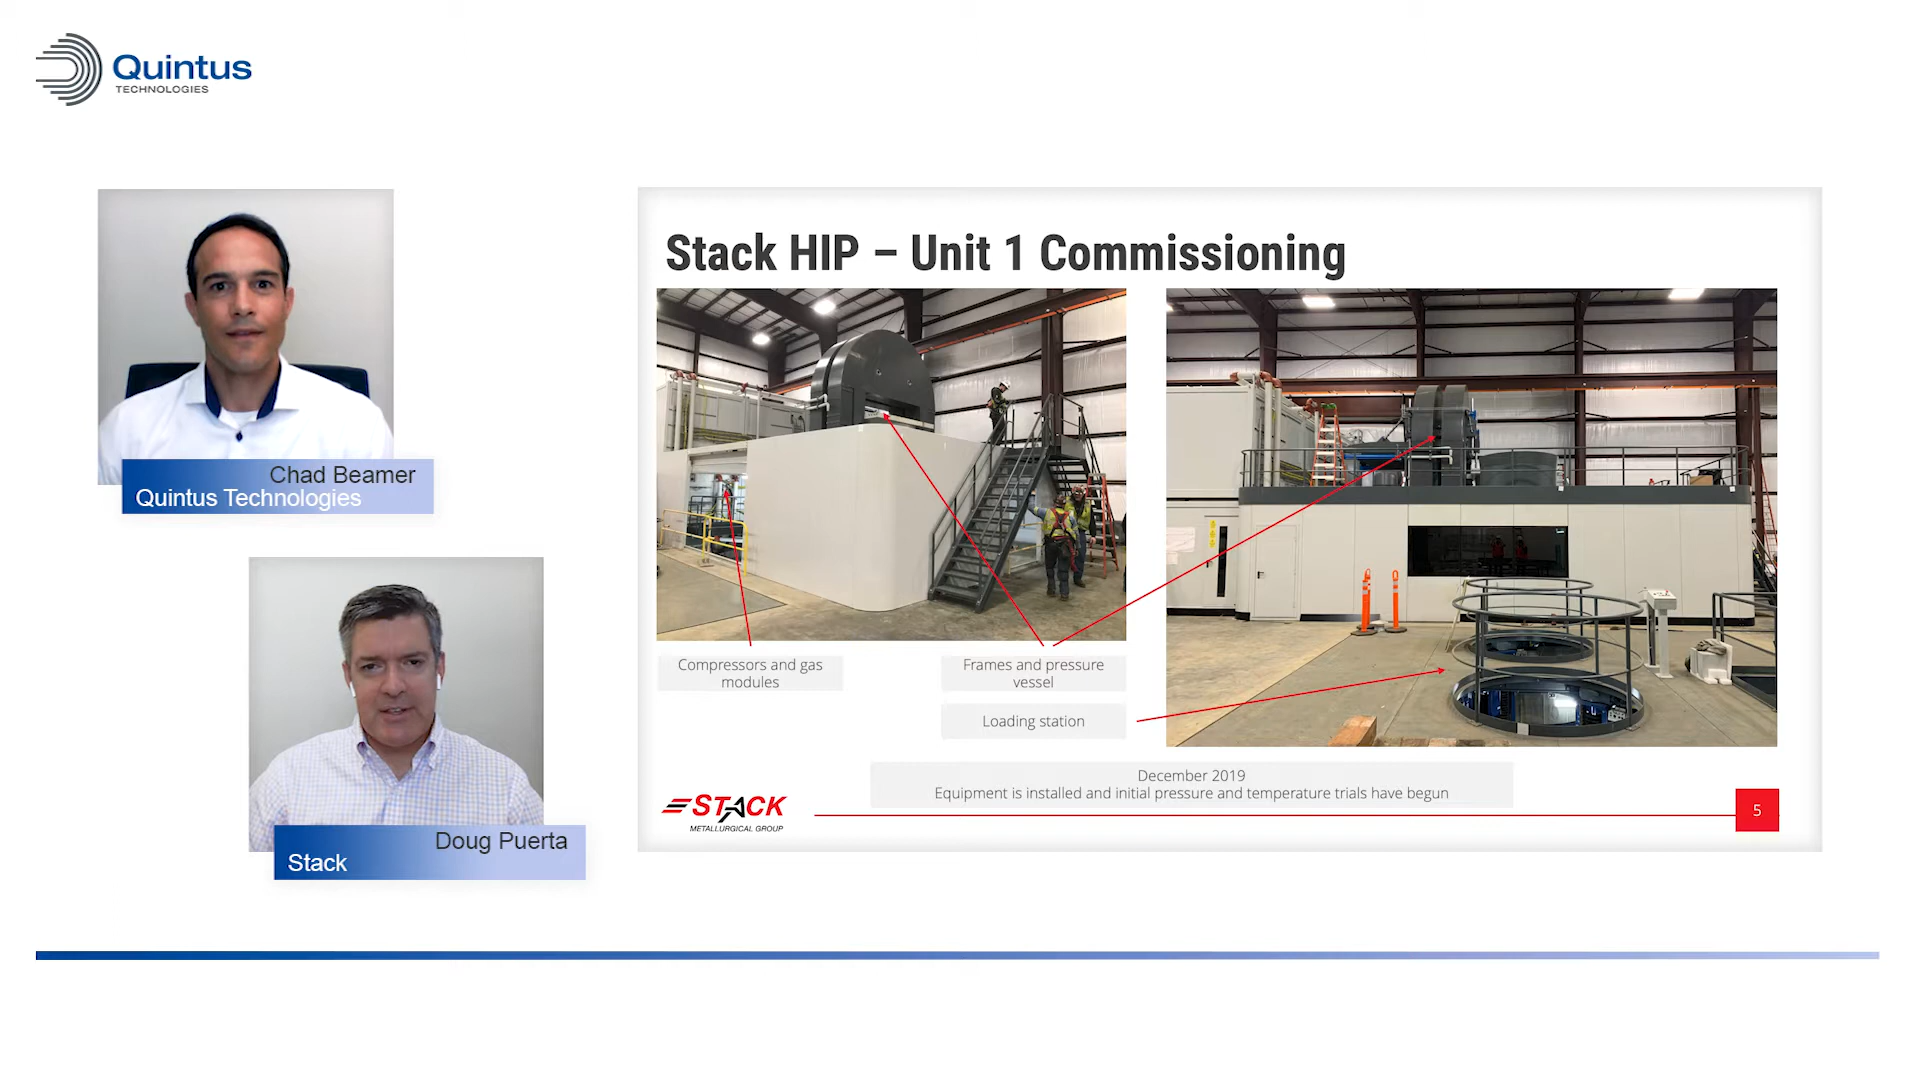 Quintus
TECHNOLOGIES
Chad Beamer
Quintus Technologies
Doug Puerta
Stack
Stack HIP – Unit 1 Commissioning
Compressors and gas
modules
Frames and pressure
vessel
Loading station
December 2019
Equipment is installed and initial pressure and temperature trials have begun
STACK
METALLURGICAL GROUP
5